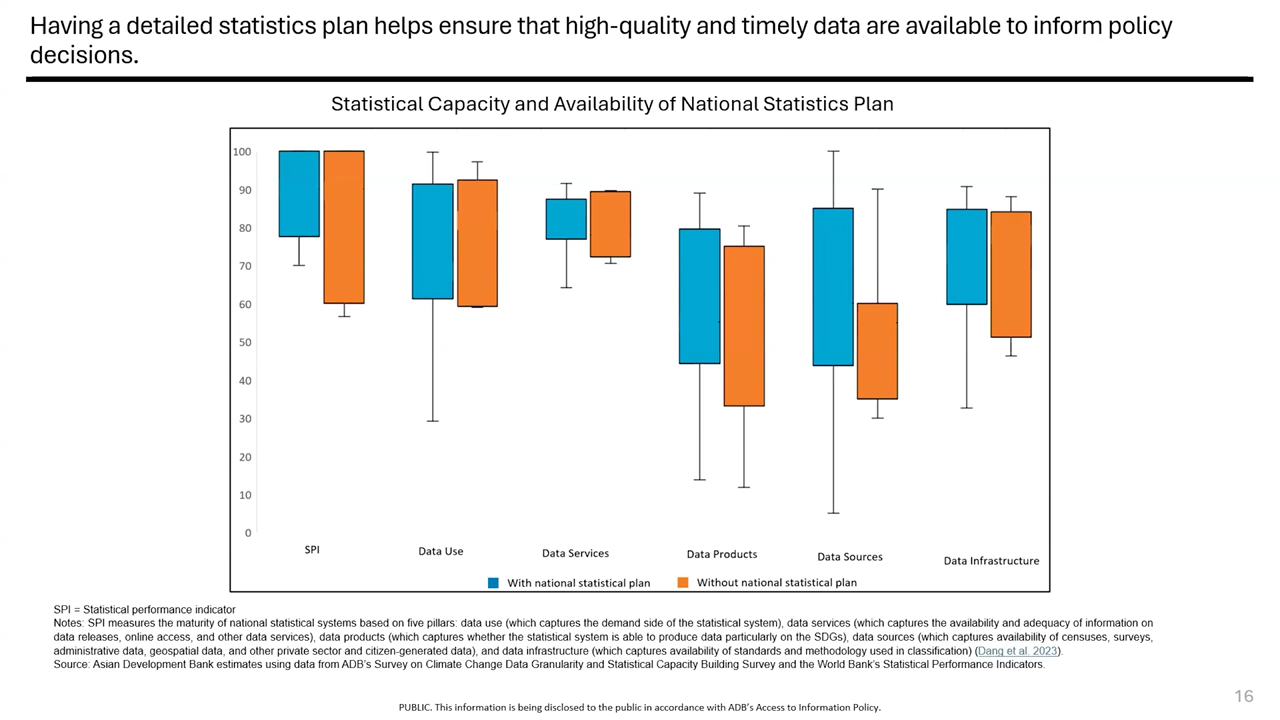 Having a detailed statistics plan helps ensure that high-quality and timely data are available to inform policy
decisions.
Statistical Capacity and Availability of National Statistics Plan
100
90
80
70
60
50
40
30
20
10
0
SPI
Data Use
Data Services
Data Products
Data Sources
Data Infrastructure
With national statistical plan
Without national statistical plan
SPI = Statistical performance indicator
Notes: SPI measures the maturity of national statistical systems based on five pillars: data use (which captures the demand side of the statistical system), data services (which captures the availability and adequacy of information on
data releases, online access, and other data services), data products (which captures whether the statistical system is able to produce data particularly on the SDGs), data sources (which captures availability of censuses, surveys,
administrative data, geospatial data, and other private sector and citizen-generated data), and data infrastructure (which captures availability of standards and methodology used in classification) (Dang et al. 2023).
Source: Asian Development Bank estimates using data from ADB's Survey on Climate Change Data Granularity and Statistical Capacity Building Survey and the World Bank's Statistical Performance Indicators.
16
PUBLIC. This information is being disclosed to the public in accordance with ADB's Access to Information Policy.